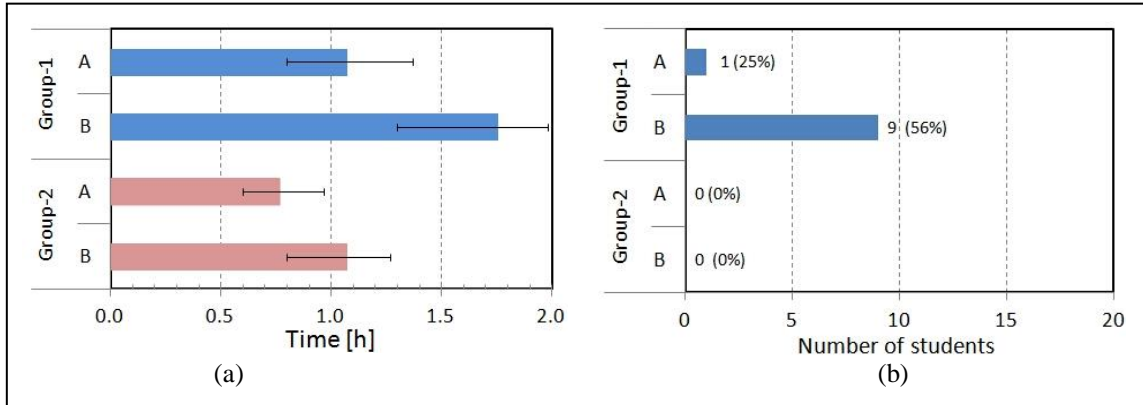 Group-1
A
B
Group-2
A
B
0.0 0.5 1.0 1.5 2.0
Time [h]
(a)
Group-1
A 1 (25%)
B 9 (56%)
Group-2
A 0 (0%)
B 0 (0%)
0 5 10 15 20
Number of students
(b)